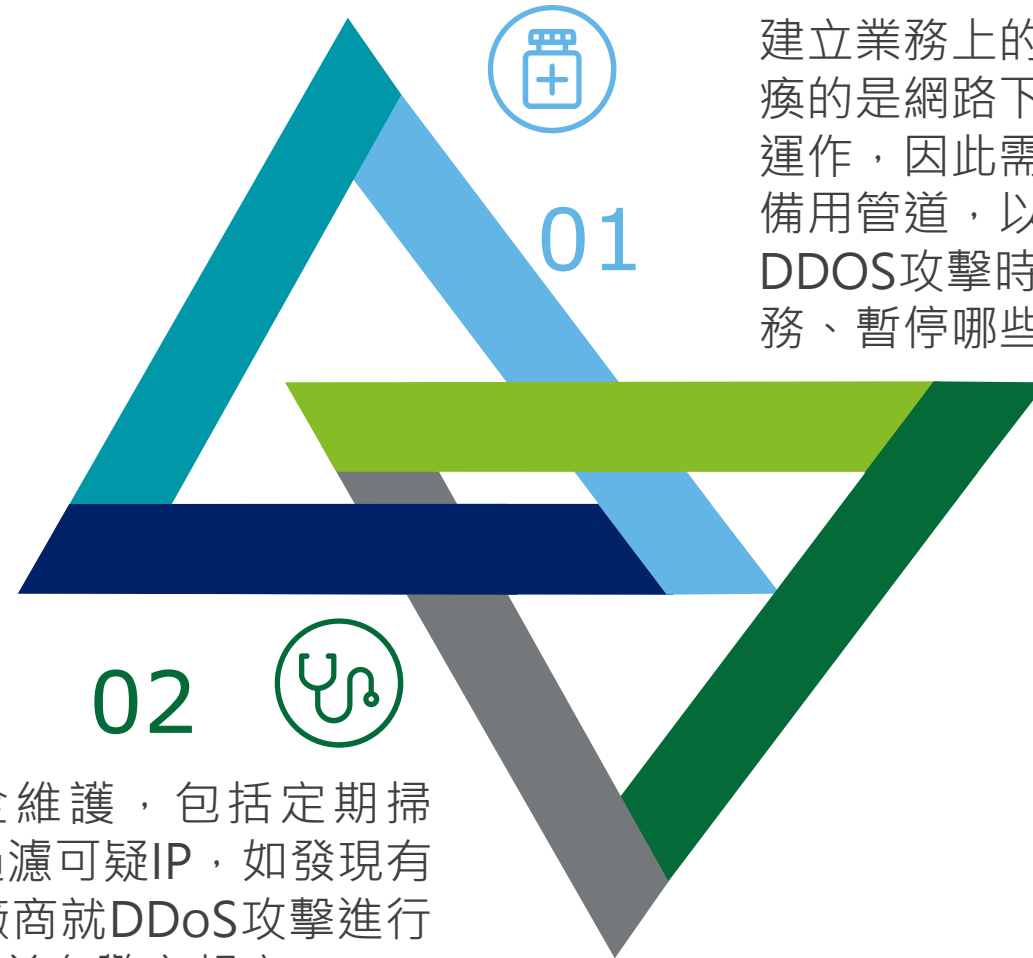 建立業務上的
瘓的是網路下
運作，因此需
備用管道，以
DDOS攻擊時
務、暫停哪些
01
02
維護，包括定期掃
濾可疑IP，如發現有
商就DDoS攻擊進行